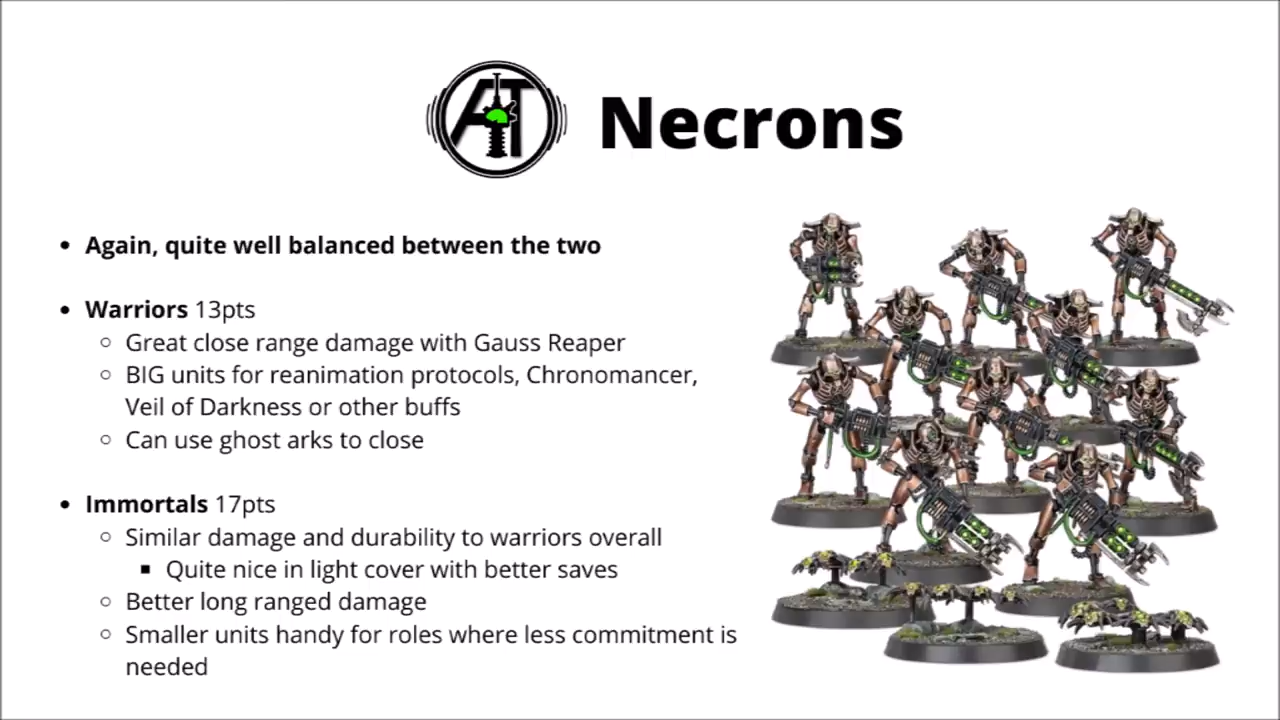 AT
Necrons
• Again, quite well balanced between the two
• Warriors 13pts
○ Great close range damage with Gauss Reaper
○ BIG units for reanimation protocols, Chronomancer,
Veil of Darkness or other buffs
○ Can use ghost arks to close
• Immortals 17pts
○ Similar damage and durability to warriors overall
▪ Quite nice in light cover with better saves
○ Better long ranged damage
○ Smaller units handy for roles where less commitment is
needed